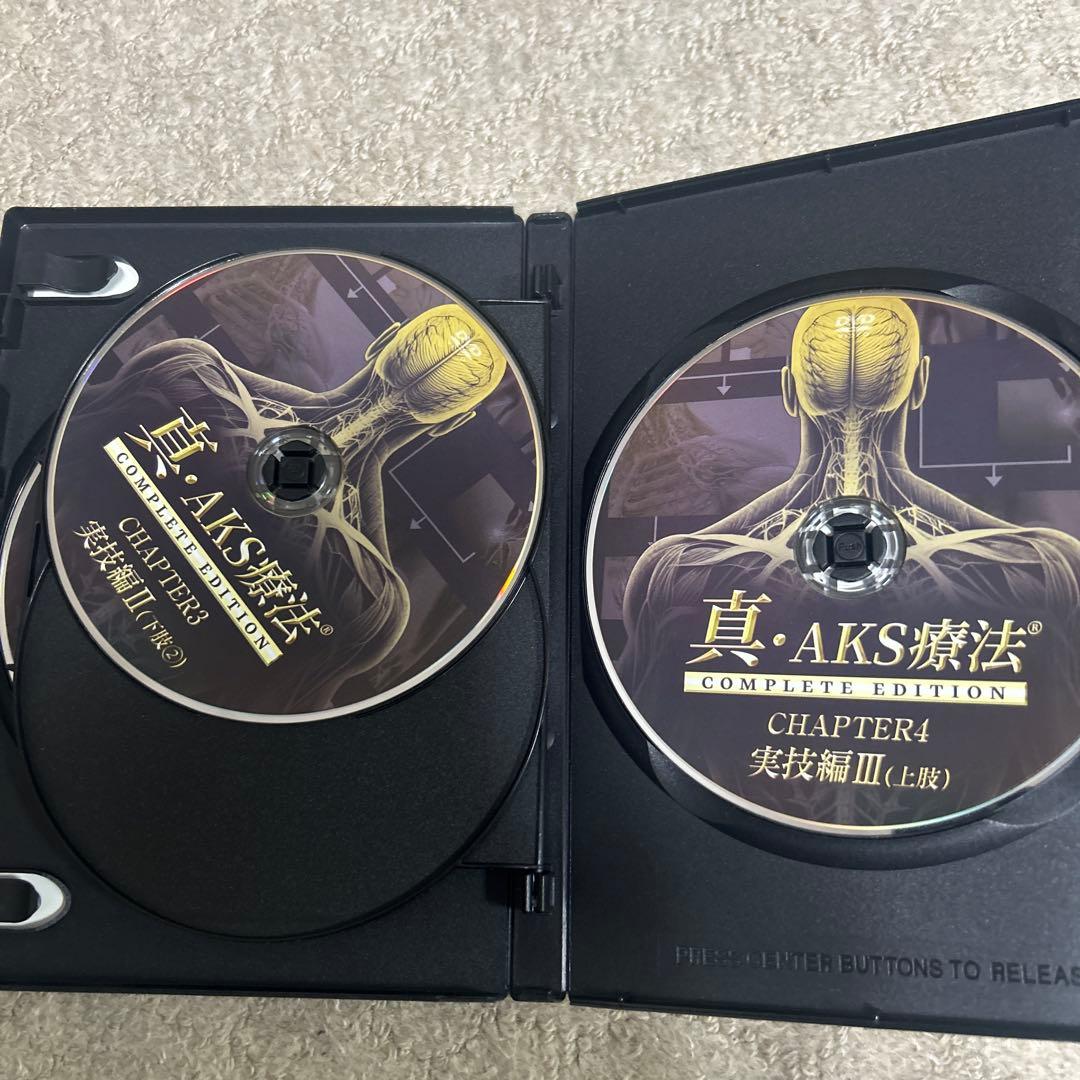 真・AKS療法®
COMPLETE EDITION
CHAPTER3
実技編II(下肢②)
DVD
真・AKS療法®
COMPLETE EDITION
CHAPTER4
実技編III(上肢)
PRESS CENTER BUTTONS TO RELEAS